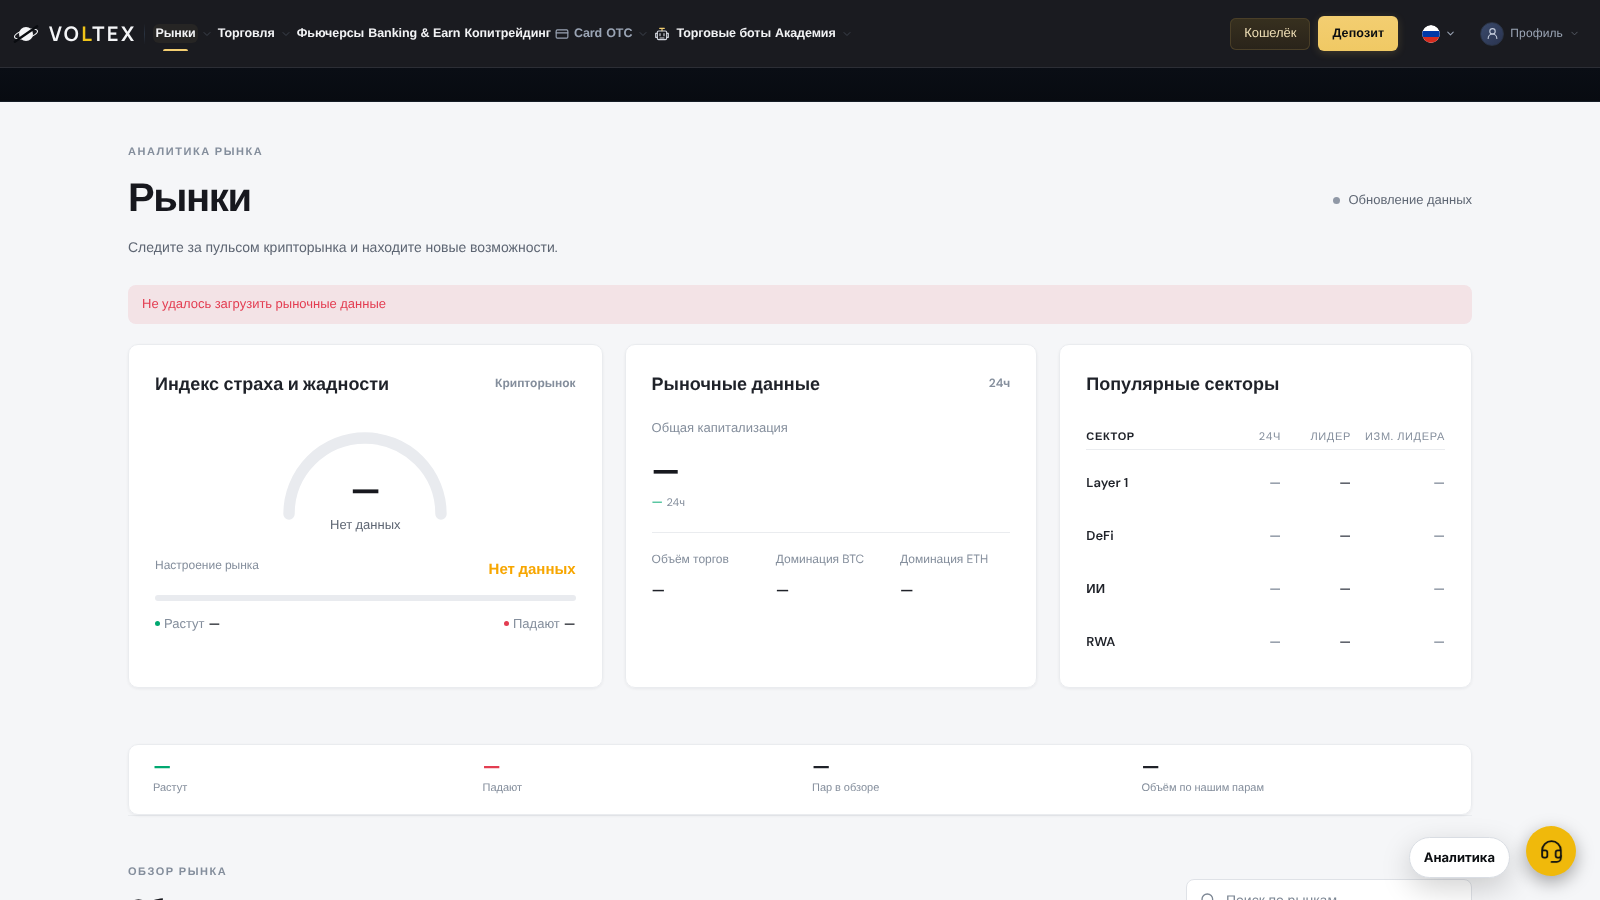 VOLTEX Рынки Торговля Фьючерсы Banking & Earn Копитрейдинг Card OTC Торговые боты Академия Кошелёк Депозит Профиль
АНАЛИТИКА РЫНКА
Рынки
Обновление данных
Следите за пульсом крипторынка и находите новые возможности.
Не удалось загрузить рыночные данные
Индекс страха и жадности Крипторынок
—
Нет данных
Настроение рынка Нет данных
Растут — Падают —
Рыночные данные 24ч
Общая капитализация
—
— 24ч
Объём торгов Доминация BTC Доминация ETH
— — —
Популярные секторы
СЕКТОР 24Ч ЛИДЕР ИЗМ. ЛИДЕРА
Layer 1 — — —
DeFi — — —
ИИ — — —
RWA — — —
— — — —
Растут Падают Пар в обзоре Объём по нашим парам
Аналитика
ОБЗОР РЫНКА
Поиск по рынкам